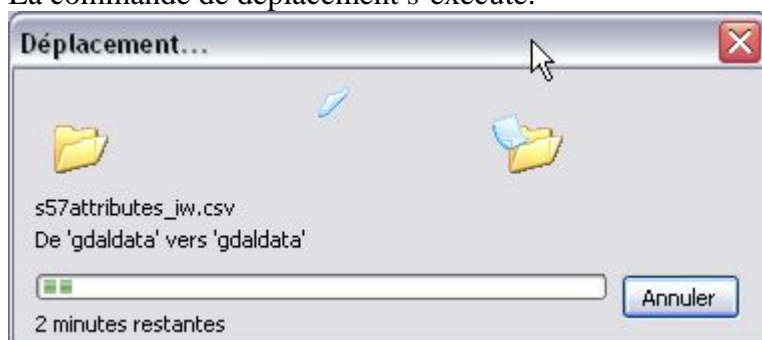 La commande de déplacement s'exécute.
Déplacement...
s57attributes_iw.csv
De 'gdaldata' vers 'gdaldata'
Annuler
2 minutes restantes